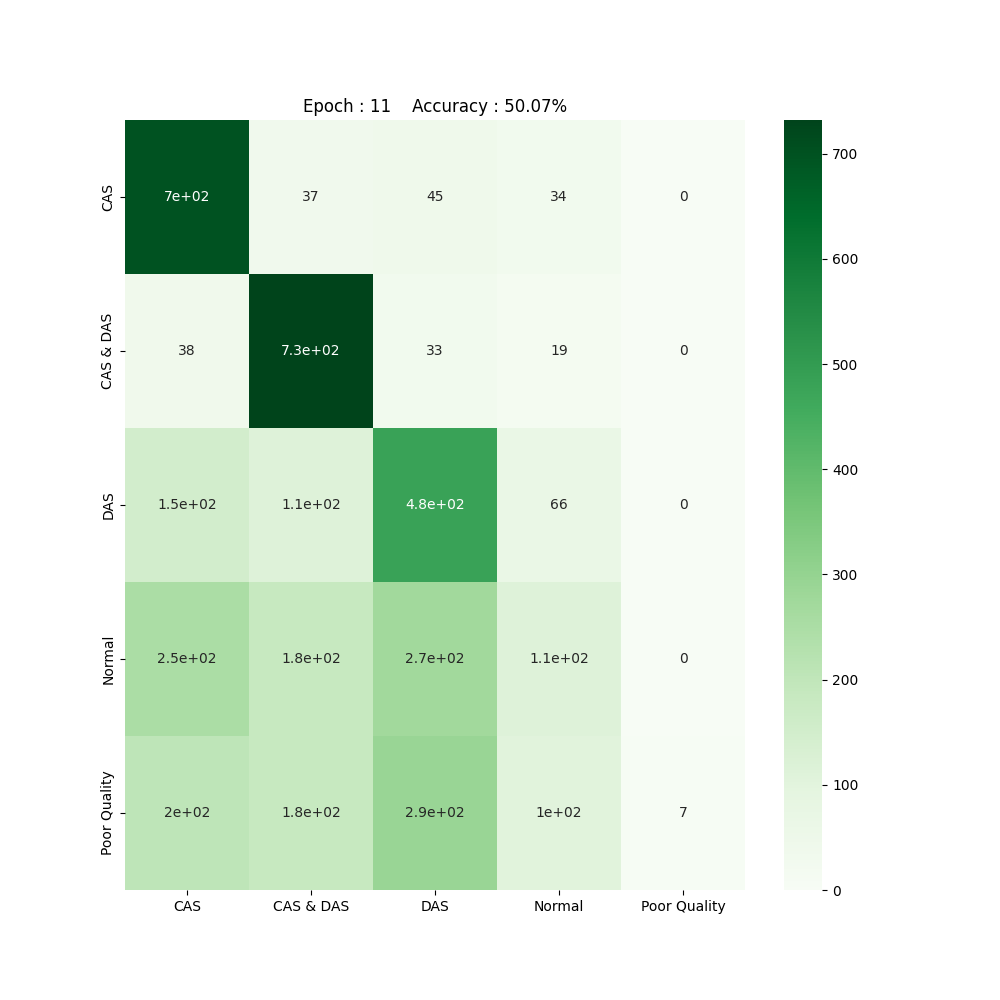 Epoch : 11    Accuracy : 50.07%
CAS 7e+02 37 45 34 0
CAS & DAS 38 7.3e+02 33 19 0
DAS 1.5e+02 1.1e+02 4.8e+02 66 0
Normal 2.5e+02 1.8e+02 2.7e+02 1.1e+02 0
Poor Quality 2e+02 1.8e+02 2.9e+02 1e+02 7
CAS CAS & DAS DAS Normal Poor Quality
700
600
500
400
300
200
100
0